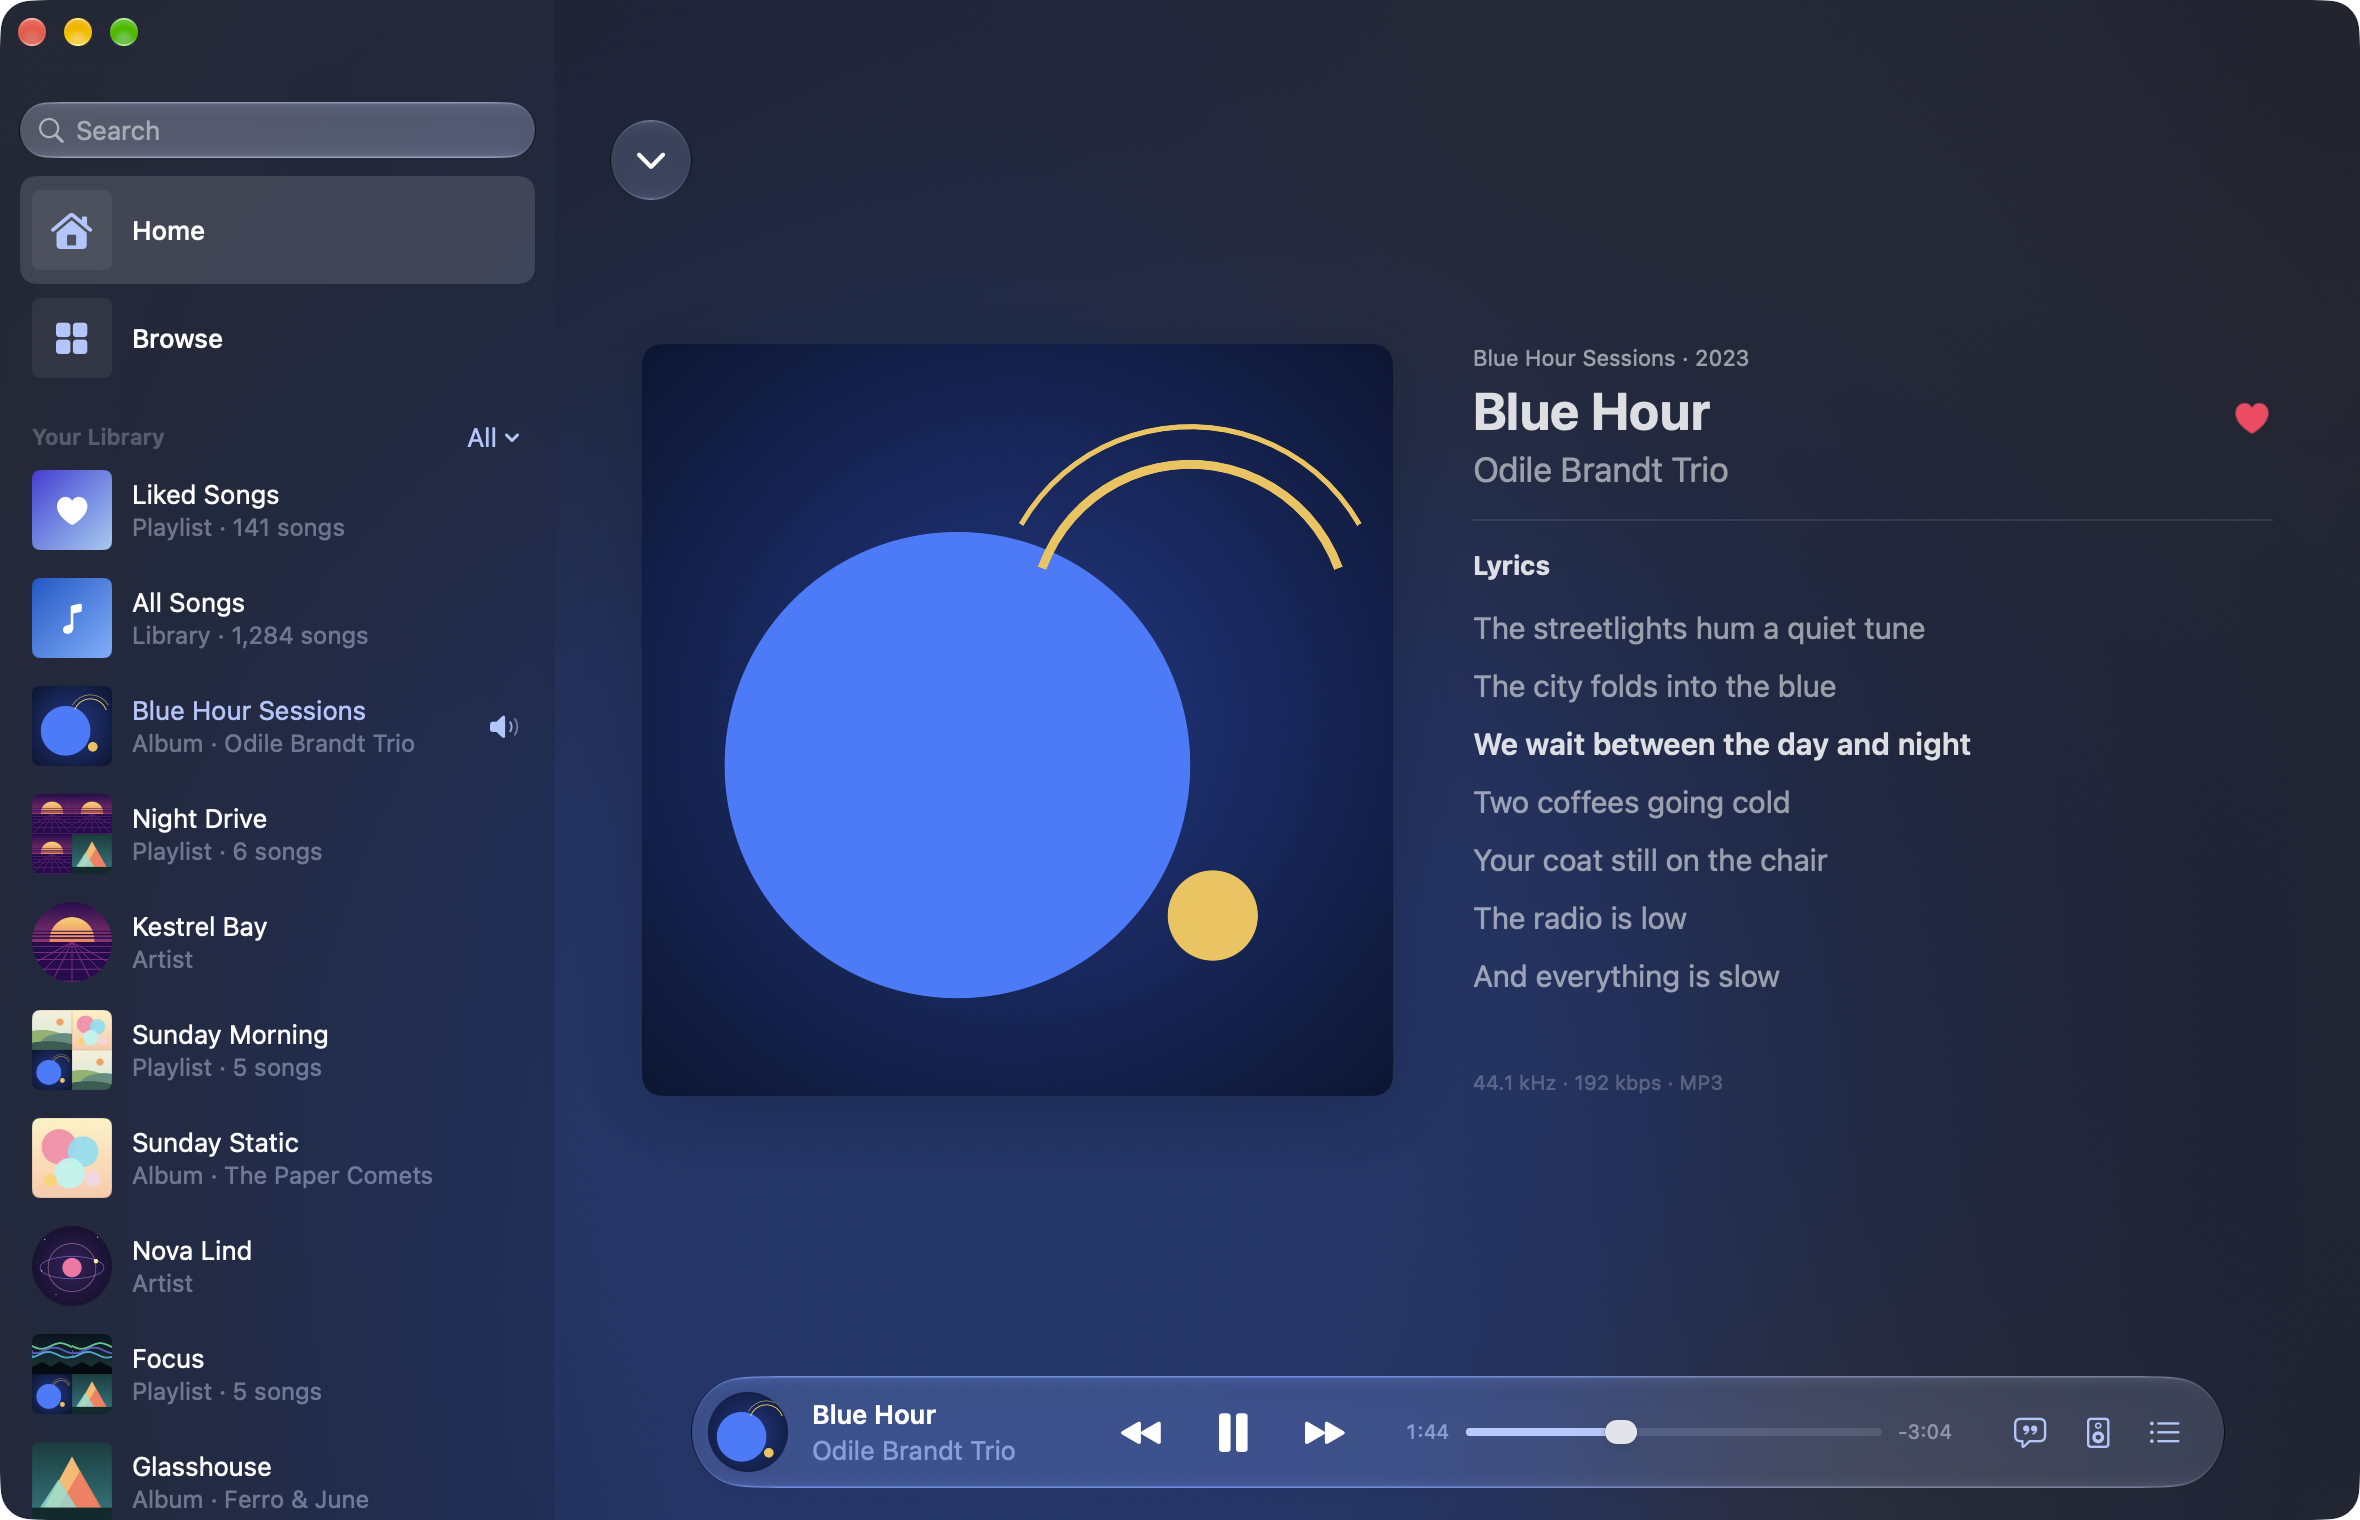 Search
Home
Browse
Your Library
All
Liked Songs
Playlist · 141 songs
All Songs
Library · 1,284 songs
Blue Hour Sessions
Album · Odile Brandt Trio
Night Drive
Playlist · 6 songs
Kestrel Bay
Artist
Sunday Morning
Playlist · 5 songs
Sunday Static
Album · The Paper Comets
Nova Lind
Artist
Focus
Playlist · 5 songs
Glasshouse
Album · Ferro & June
Blue Hour Sessions · 2023
Blue Hour
Odile Brandt Trio
Lyrics
The streetlights hum a quiet tune
The city folds into the blue
We wait between the day and night
Two coffees going cold
Your coat still on the chair
The radio is low
And everything is slow
44.1 kHz · 192 kbps · MP3
Blue Hour
Odile Brandt Trio
1:44
-3:04